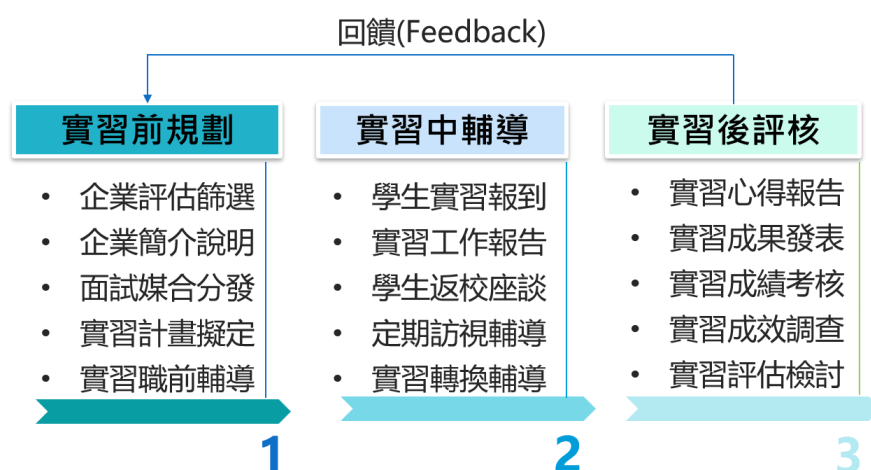 回饋(Feedback)
實習前規劃
• 企業評估篩選
• 企業簡介說明
• 面試媒合分發
• 實習計畫擬定
• 實習職前輔導
1
實習中輔導
• 學生實習報到
• 實習工作報告
• 學生返校座談
• 定期訪視輔導
• 實習轉換輔導
2
實習後評核
• 實習心得報告
• 實習成果發表
• 實習成績考核
• 實習成效調查
• 實習評估檢討
3